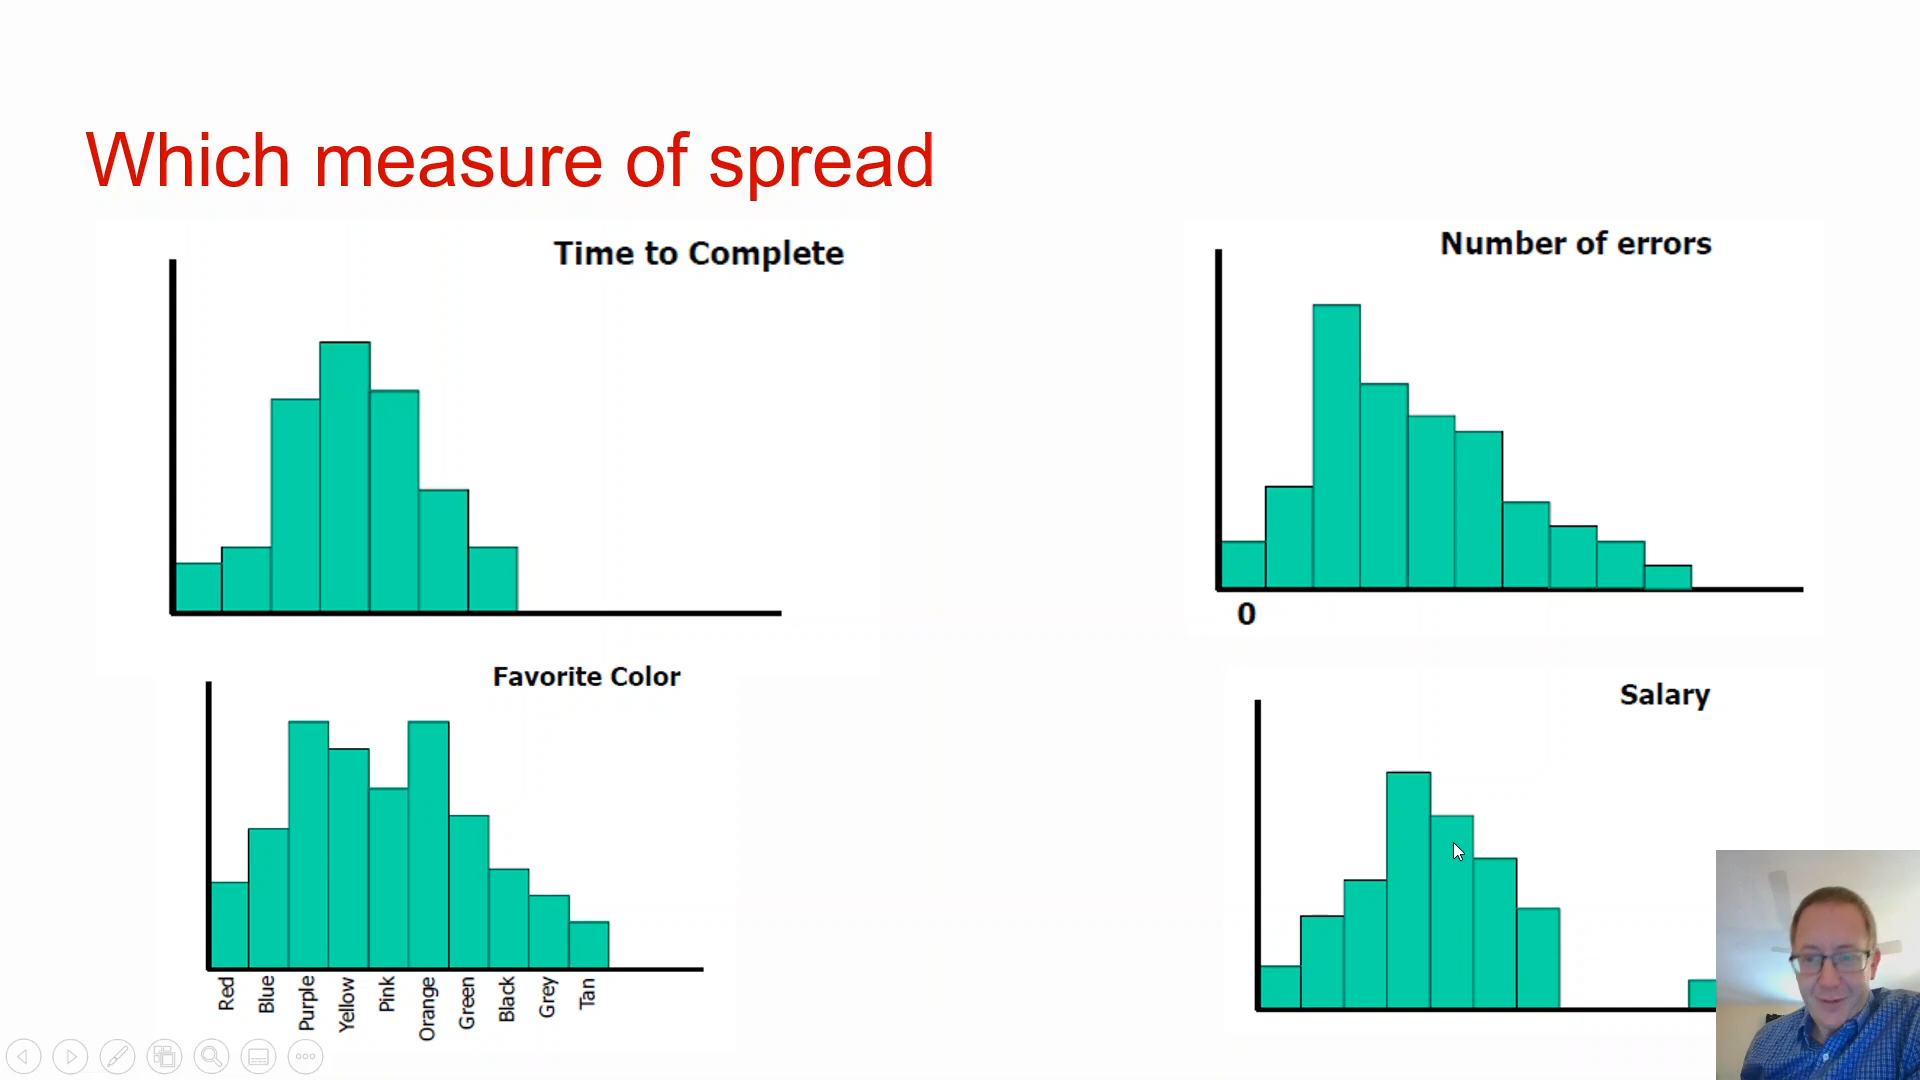 Which measure of spread
Time to Complete
Number of errors
0
Favorite Color
Red
Blue
Purple
Yellow
Pink
Orange
Green
Black
Grey
Tan
Salary